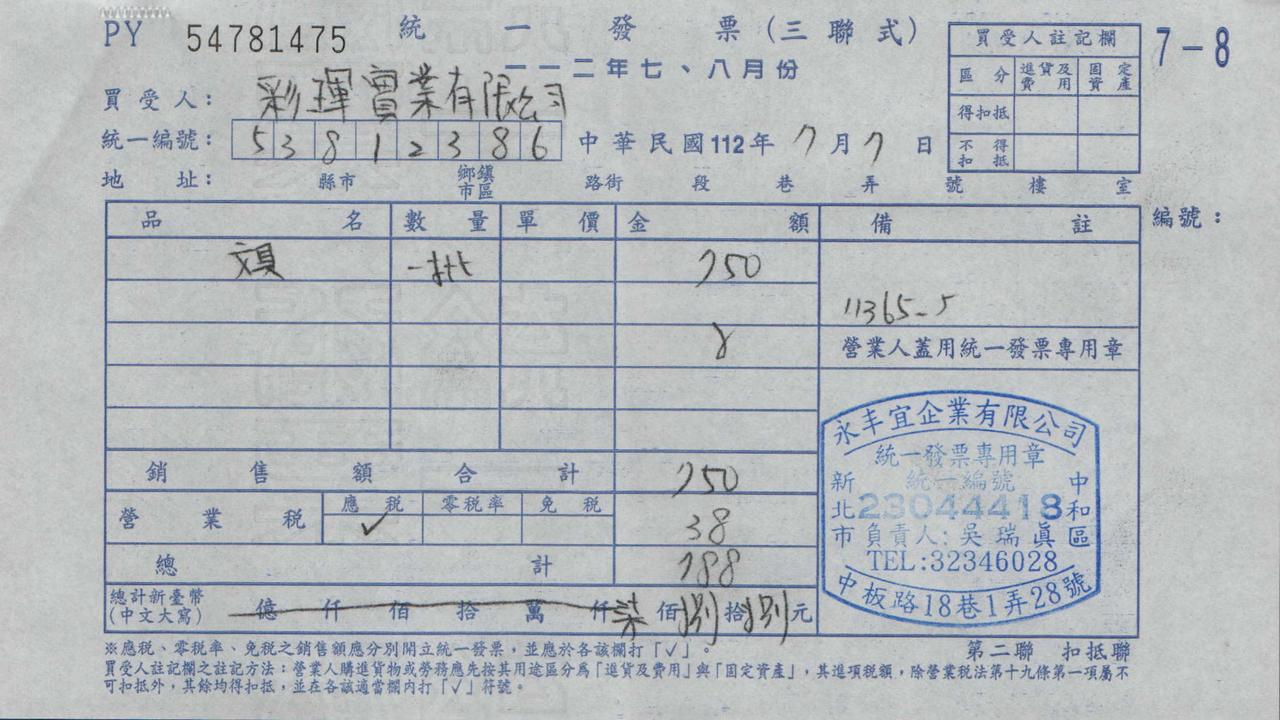 PY 54781475 統一發票(三聯式) 7-8
一一二年七、八月份
買受人註記欄
區分 進貨及費用 固定資產
得扣抵
不得扣抵
買受人: 彩琿實業有限公司
統一編號: 53812386 中華民國112年 7月 7日
地址: 縣市 鄉鎮市區 路街 段 巷 弄 號 樓 室
品名 數量 單價 金額 備註 編號:
文具 一批 750
11365-5
營業人蓋用統一發票專用章
銷售額合計 750
營業稅 應稅 零稅率 免稅 38
✓
總計 788
總計新臺幣(中文大寫) 億仟佰拾萬仟柒佰捌拾捌元
永丰宜企業有限公司
統一發票專用章
統一編號
新北市 23044418 中和區
負責人:吳瑞真
TEL:32346028
中板路18巷1弄28號
※應稅、零稅率、免稅之銷售額應分別開立統一發票,並應於各該欄打「✓」。 第二聯 扣抵聯
買受人註記欄之註記方法:營業人購進貨物或勞務應先按其用途區分為「進貨及費用」與「固定資產」,其進項稅額,除營業稅法第十九條第一項屬不
可扣抵外,其餘均得扣抵,並在各該適當欄內打「✓」符號。